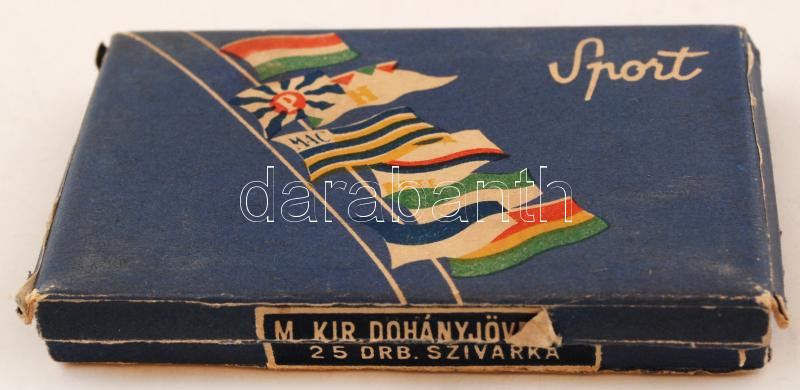 Sport
P
H
MAC
darabanth
M. KIR. DOHÁNYJÖV
25 DRB. SZIVARKA